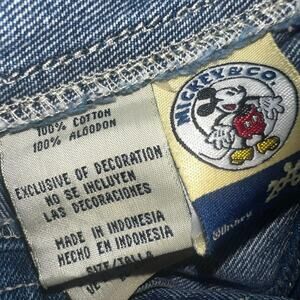 100% COTTON
100% ALGODON
EXCLUSIVE OF DECORATION
NO SE INCLUYEN
LAS DECORACIONES
MADE IN INDONESIA
HECHO EN INDONESIA
SIZE/TALLA
MICKEY & CO.